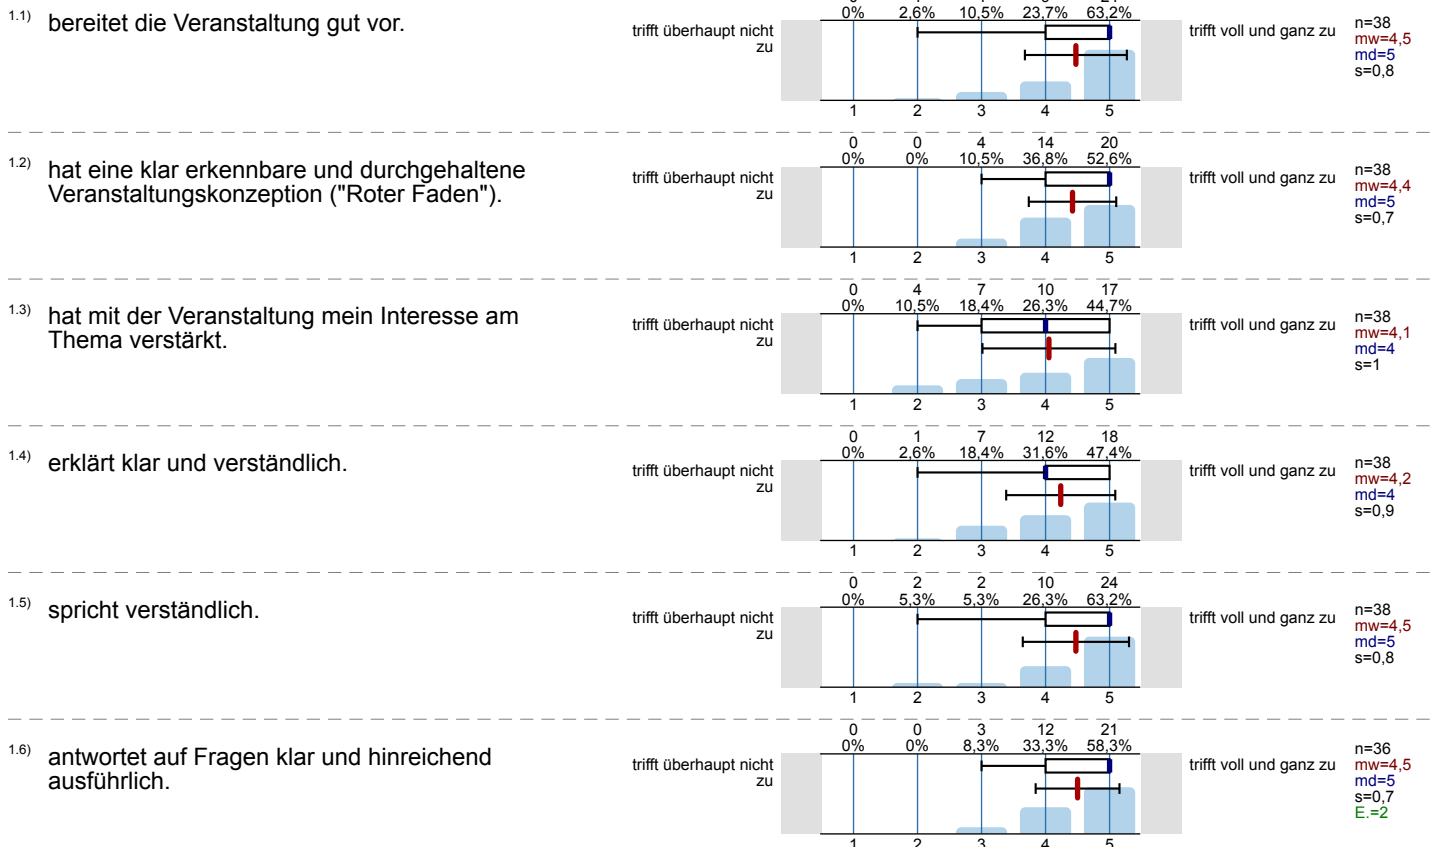 1.1) bereitet die Veranstaltung gut vor.
0% 2,6% 10,5% 23,7% 63,2%
trifft überhaupt nicht
zu
trifft voll und ganz zu
n=38
mw=4,5
md=5
s=0,8
1 2 3 4 5
1.2) hat eine klar erkennbare und durchgehaltene
Veranstaltungskonzeption ("Roter Faden").
0 0 4 14 20
0% 0% 10,5% 36,8% 52,6%
trifft überhaupt nicht
zu
trifft voll und ganz zu
n=38
mw=4,4
md=5
s=0,7
1 2 3 4 5
1.3) hat mit der Veranstaltung mein Interesse am
Thema verstärkt.
0 4 7 10 17
0% 10,5% 18,4% 26,3% 44,7%
trifft überhaupt nicht
zu
trifft voll und ganz zu
n=38
mw=4,1
md=4
s=1
1 2 3 4 5
1.4) erklärt klar und verständlich.
0 1 7 12 18
0% 2,6% 18,4% 31,6% 47,4%
trifft überhaupt nicht
zu
trifft voll und ganz zu
n=38
mw=4,2
md=4
s=0,9
1 2 3 4 5
1.5) spricht verständlich.
0 2 2 10 24
0% 5,3% 5,3% 26,3% 63,2%
trifft überhaupt nicht
zu
trifft voll und ganz zu
n=38
mw=4,5
md=5
s=0,8
1 2 3 4 5
1.6) antwortet auf Fragen klar und hinreichend
ausführlich.
0 0 3 12 21
0% 0% 8,3% 33,3% 58,3%
trifft überhaupt nicht
zu
trifft voll und ganz zu
n=36
mw=4,5
md=5
s=0,7
E.=2
1 2 3 4 5